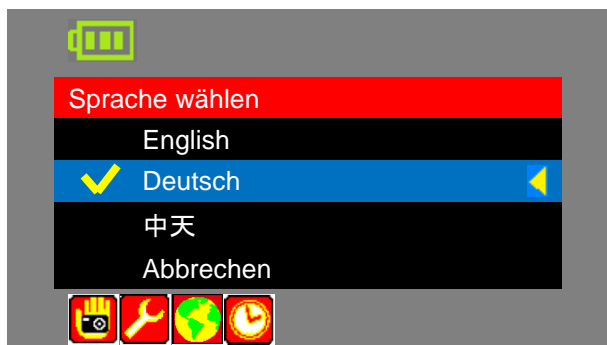 Sprache wählen
English
Deutsch
中天
Abbrechen